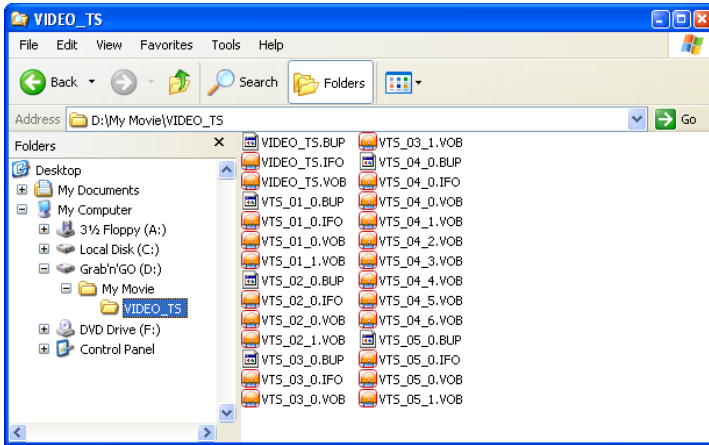 VIDEO_TS
File Edit View Favorites Tools Help
Back Search Folders
Address D:\My Movie\VIDEO_TS Go
Folders x
Desktop
My Documents
My Computer
3½ Floppy (A:)
Local Disk (C:)
Grab'n'GO (D:)
My Movie
VIDEO_TS
DVD Drive (F:)
Control Panel
VIDEO_TS.BUP
VIDEO_TS.IFO
VIDEO_TS.VOB
VTS_01_0.BUP
VTS_01_0.IFO
VTS_01_0.VOB
VTS_01_1.VOB
VTS_02_0.BUP
VTS_02_0.IFO
VTS_02_0.VOB
VTS_02_1.VOB
VTS_03_0.BUP
VTS_03_0.IFO
VTS_03_0.VOB
VTS_03_1.VOB
VTS_04_0.BUP
VTS_04_0.IFO
VTS_04_0.VOB
VTS_04_1.VOB
VTS_04_2.VOB
VTS_04_3.VOB
VTS_04_4.VOB
VTS_04_5.VOB
VTS_04_6.VOB
VTS_05_0.BUP
VTS_05_0.IFO
VTS_05_0.VOB
VTS_05_1.VOB